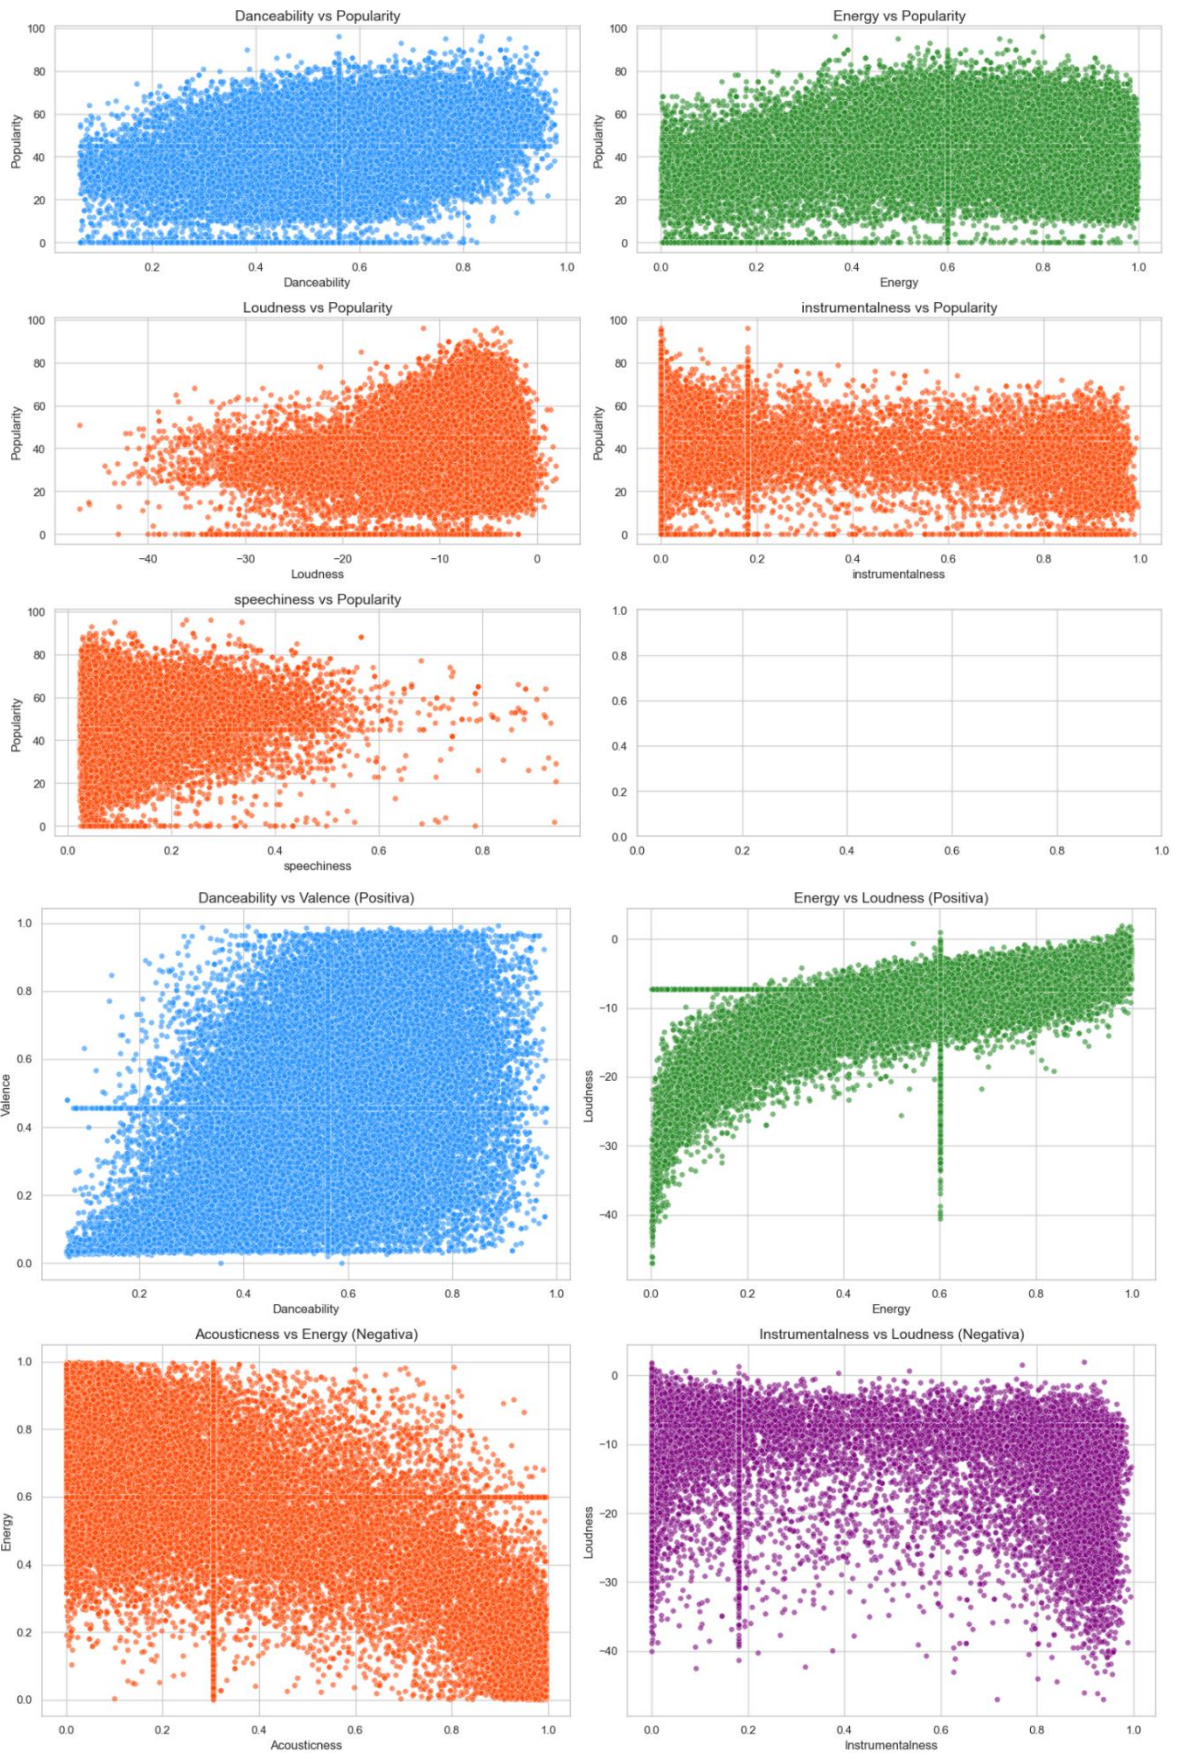 Danceability vs Popularity
100
80
60
40
20
0
Popularity
0.2 0.4 0.6 0.8 1.0
Danceability
Energy vs Popularity
100
80
60
40
20
0
Popularity
0.0 0.2 0.4 0.6 0.8 1.0
Energy
Loudness vs Popularity
100
80
60
40
20
0
Popularity
−40 −30 −20 −10 0
Loudness
instrumentalness vs Popularity
100
80
60
40
20
0
Popularity
0.0 0.2 0.4 0.6 0.8 1.0
instrumentalness
speechiness vs Popularity
100
80
60
40
20
0
Popularity
0.0 0.2 0.4 0.6 0.8
speechiness
1.0
0.8
0.6
0.4
0.2
0.0
0.0 0.2 0.4 0.6 0.8 1.0
Danceability vs Valence (Positiva)
1.0
0.8
0.6
0.4
0.2
0.0
Valence
0.2 0.4 0.6 0.8 1.0
Danceability
Energy vs Loudness (Positiva)
0
−10
−20
−30
−40
Loudness
0.0 0.2 0.4 0.6 0.8 1.0
Energy
Acousticness vs Energy (Negativa)
1.0
0.8
0.6
0.4
0.2
0.0
Energy
0.0 0.2 0.4 0.6 0.8 1.0
Acousticness
Instrumentalness vs Loudness (Negativa)
0
−10
−20
−30
−40
Loudness
0.0 0.2 0.4 0.6 0.8 1.0
Instrumentalness